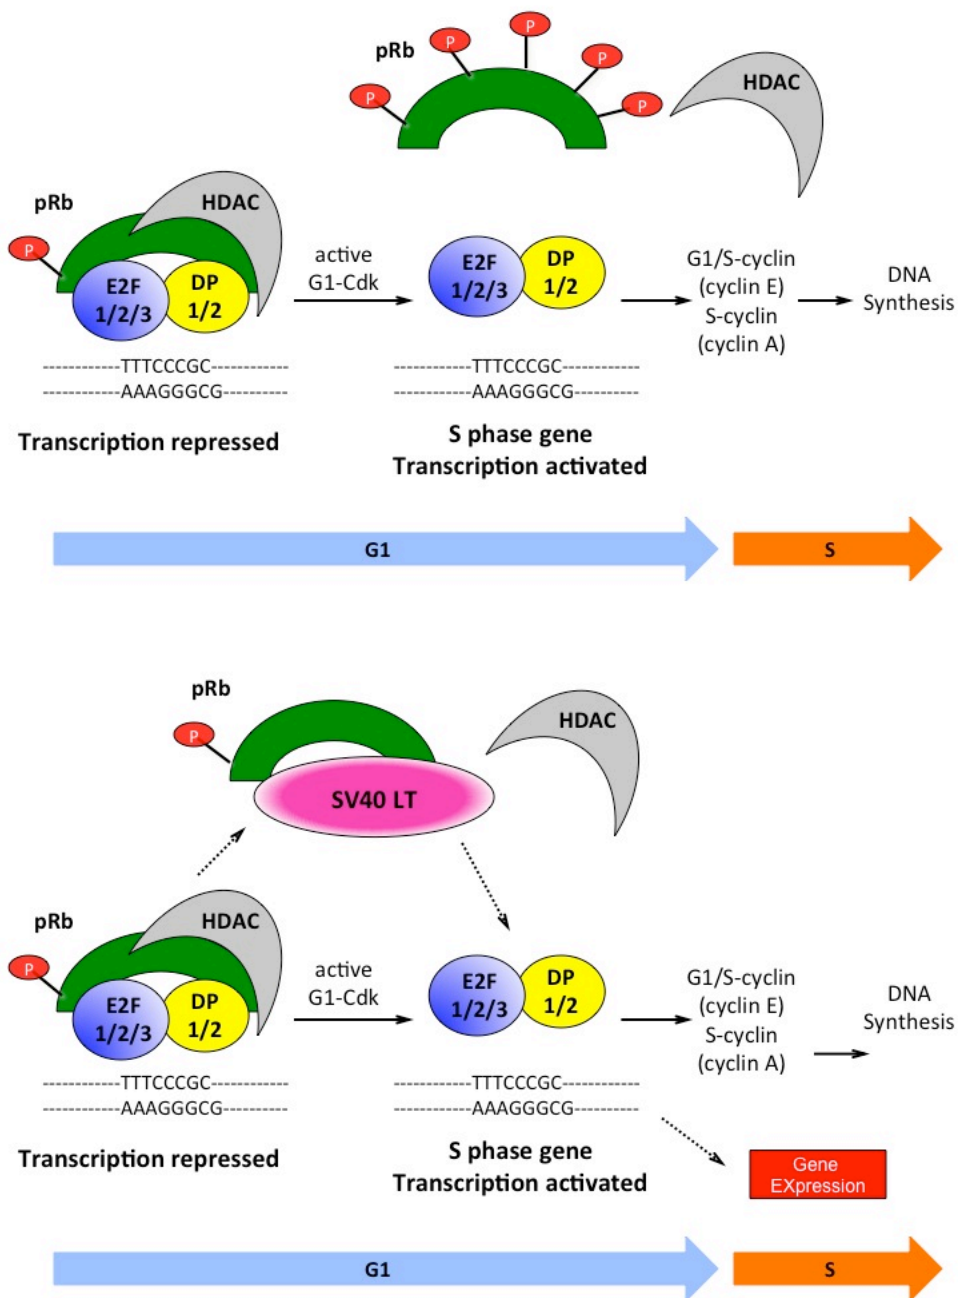 P
P
P
pRb
P
P
HDAC
P
pRb
HDAC
P
E2F
1/2/3
DP
1/2
active
G1-Cdk
E2F
1/2/3
DP
1/2
G1/S-cyclin
(cyclin E)
S-cyclin
(cyclin A)
DNA
Synthesis
-----------TTTCCCGC-----------
-----------AAAGGGCG---------
-----------TTTCCCGC-----------
-----------AAAGGGCG---------
Transcription repressed
S phase gene
Transcription activated
G1
S
pRb
P
HDAC
SV40 LT
pRb
HDAC
P
E2F
1/2/3
DP
1/2
active
G1-Cdk
E2F
1/2/3
DP
1/2
G1/S-cyclin
(cyclin E)
S-cyclin
(cyclin A)
DNA
Synthesis
-----------TTTCCCGC-----------
-----------AAAGGGCG---------
-----------TTTCCCGC-----------
-----------AAAGGGCG---------
Transcription repressed
S phase gene
Transcription activated
Gene
EXpression
G1
S